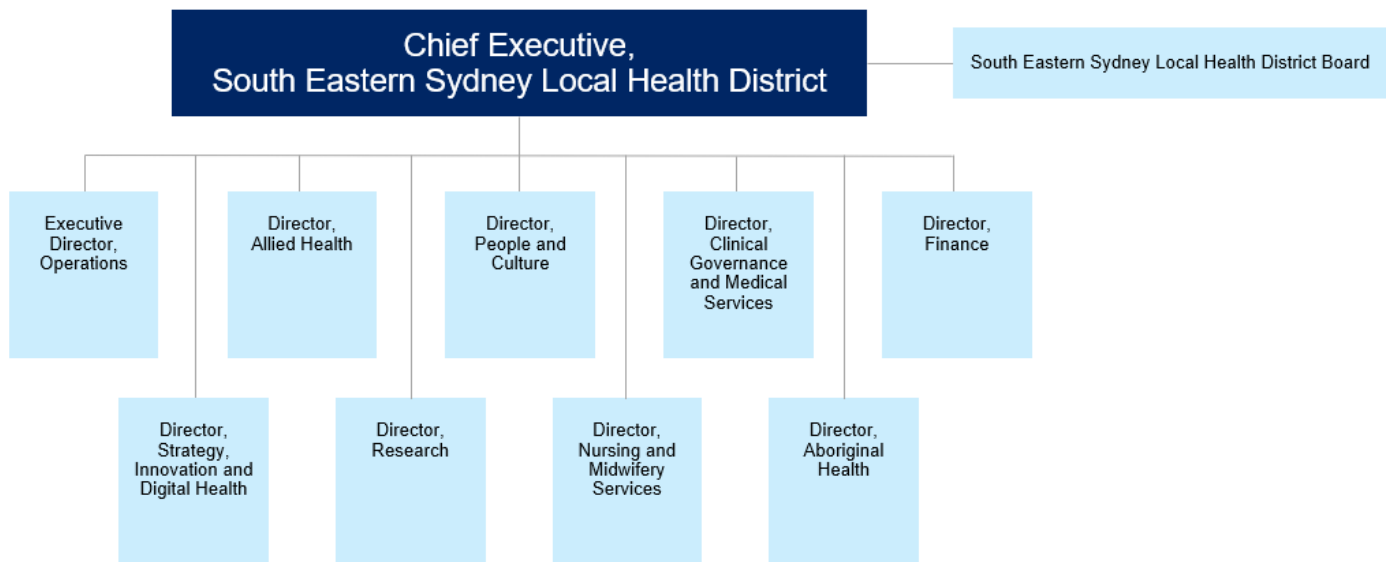 Chief Executive,
South Eastern Sydney Local Health District
South Eastern Sydney Local Health District Board
Executive
Director,
Operations
Director,
Allied Health
Director,
People and
Culture
Director,
Clinical
Governance
and Medical
Services
Director,
Finance
Director,
Strategy,
Innovation and
Digital Health
Director,
Research
Director,
Nursing and
Midwifery
Services
Director,
Aboriginal
Health